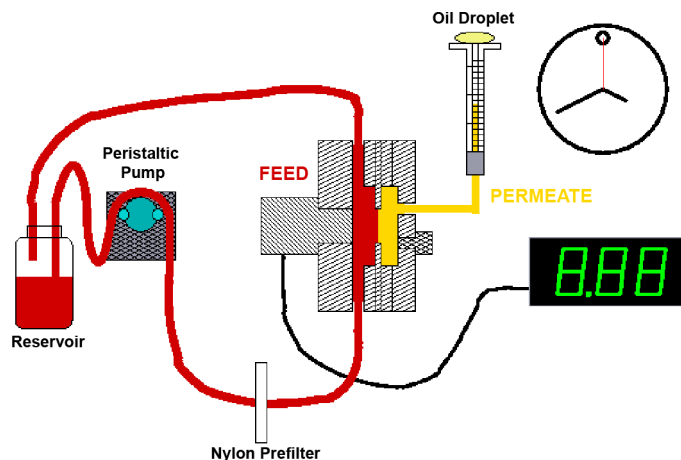 Oil Droplet
Peristaltic
Pump
FEED
PERMEATE
8.88
Reservoir
Nylon Prefilter